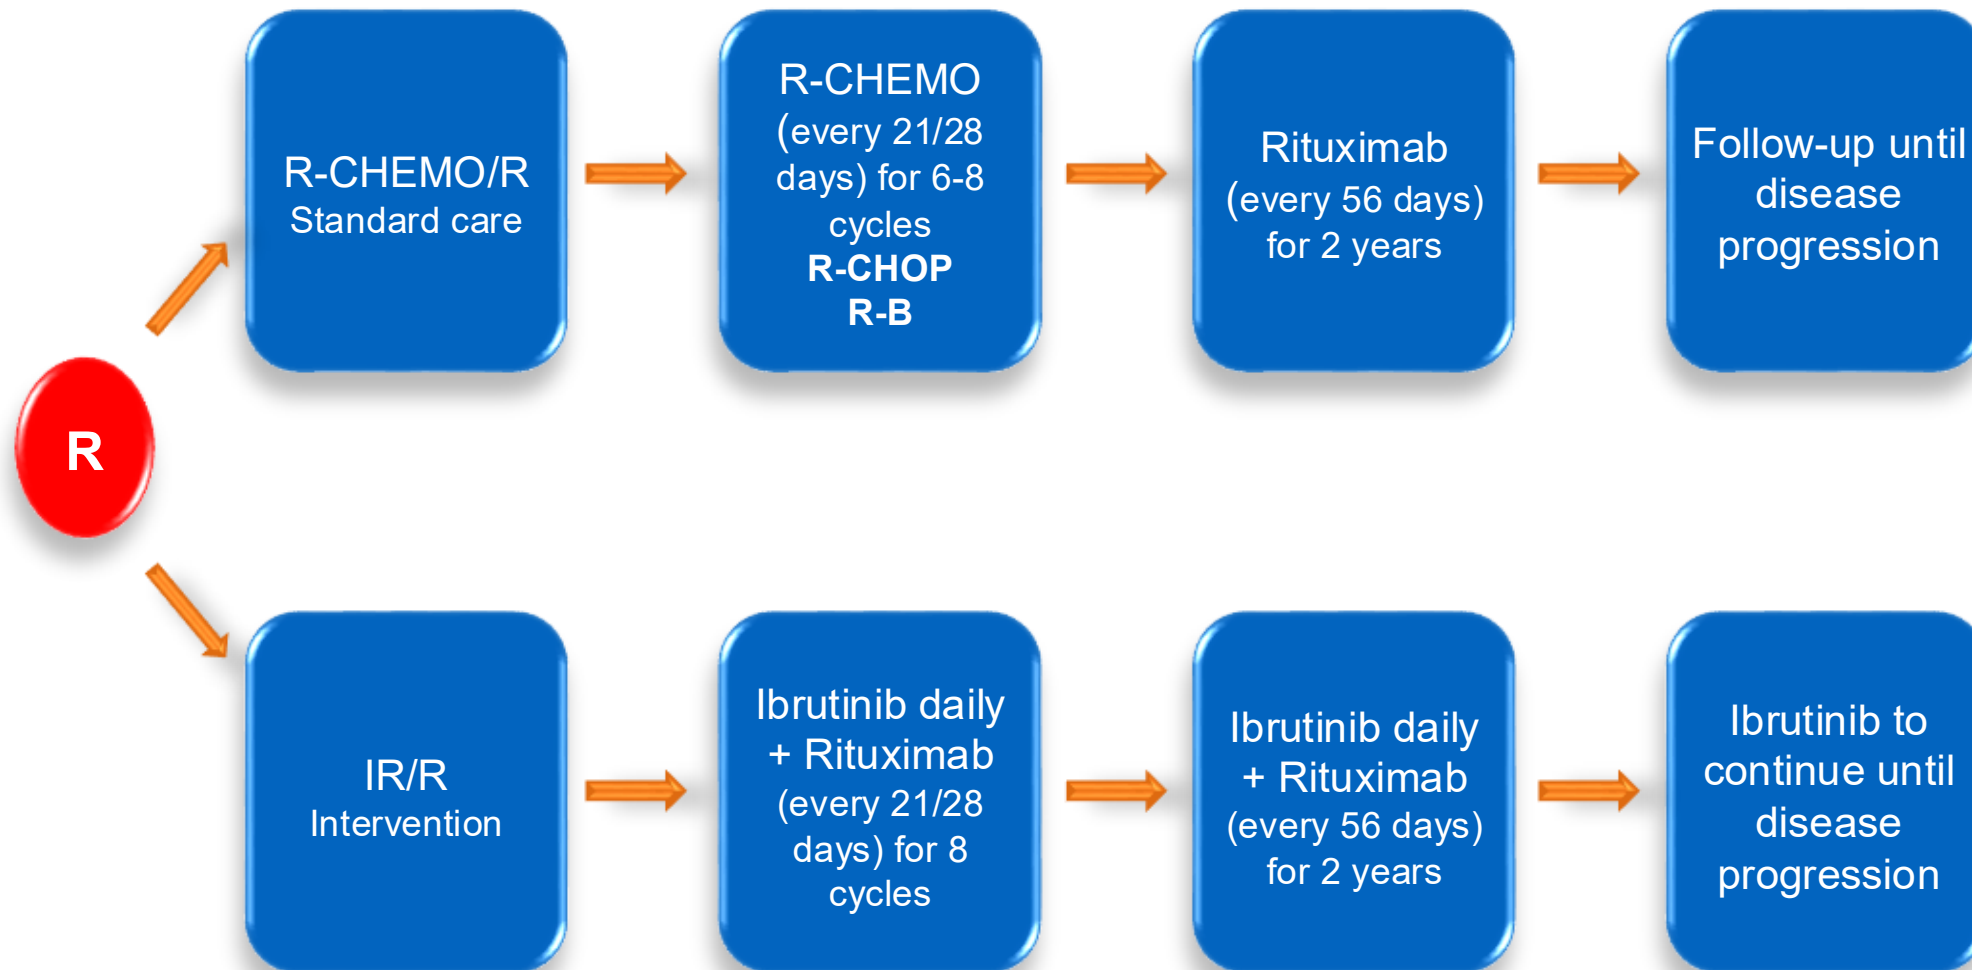 R
R-CHEMO/R
Standard care
R-CHEMO
(every 21/28
days) for 6-8
cycles
R-CHOP
R-B
Rituximab
(every 56 days)
for 2 years
Follow-up until
disease
progression
IR/R
Intervention
Ibrutinib daily
+ Rituximab
(every 21/28
days) for 8
cycles
Ibrutinib daily
+ Rituximab
(every 56 days)
for 2 years
Ibrutinib to
continue until
disease
progression